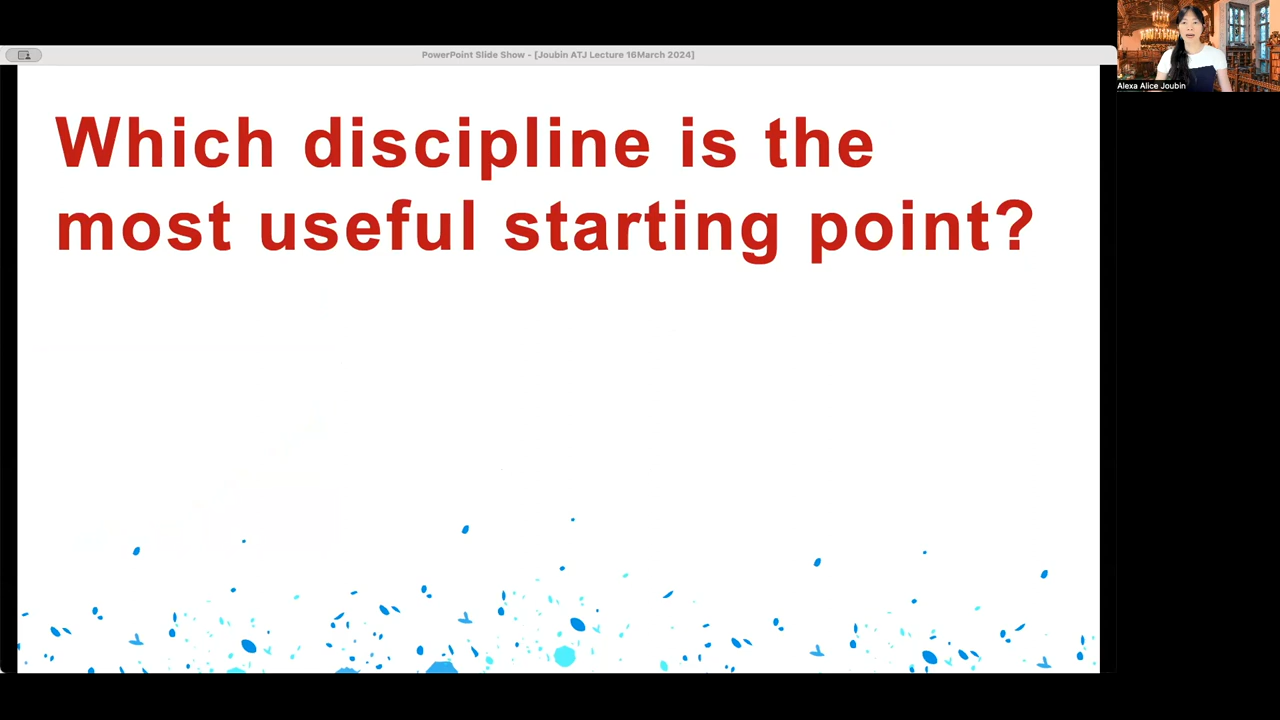 PowerPoint Slide Show - [Joubin ATJ Lecture 16March 2024]
Alexa Alice Joubin
Which discipline is the
most useful starting point?